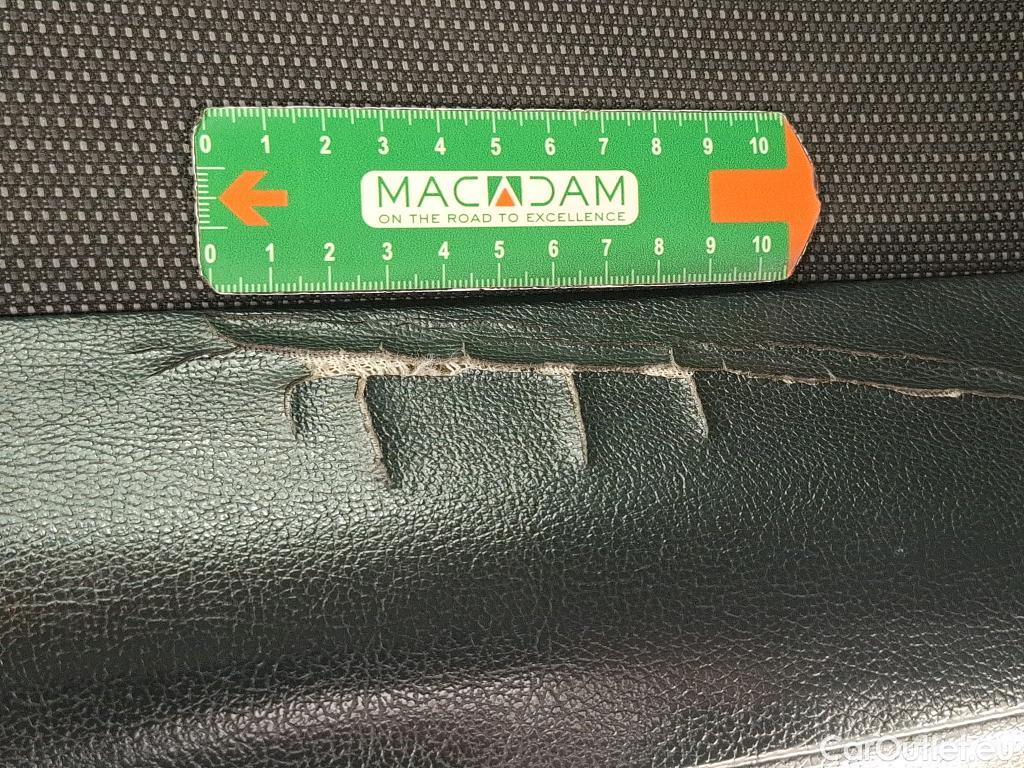 0 1 2 3 4 5 6 7 8 9 10
MACADAM
ON THE ROAD TO EXCELLENCE
0 1 2 3 4 5 6 7 8 9 10
CarOutlet.eu